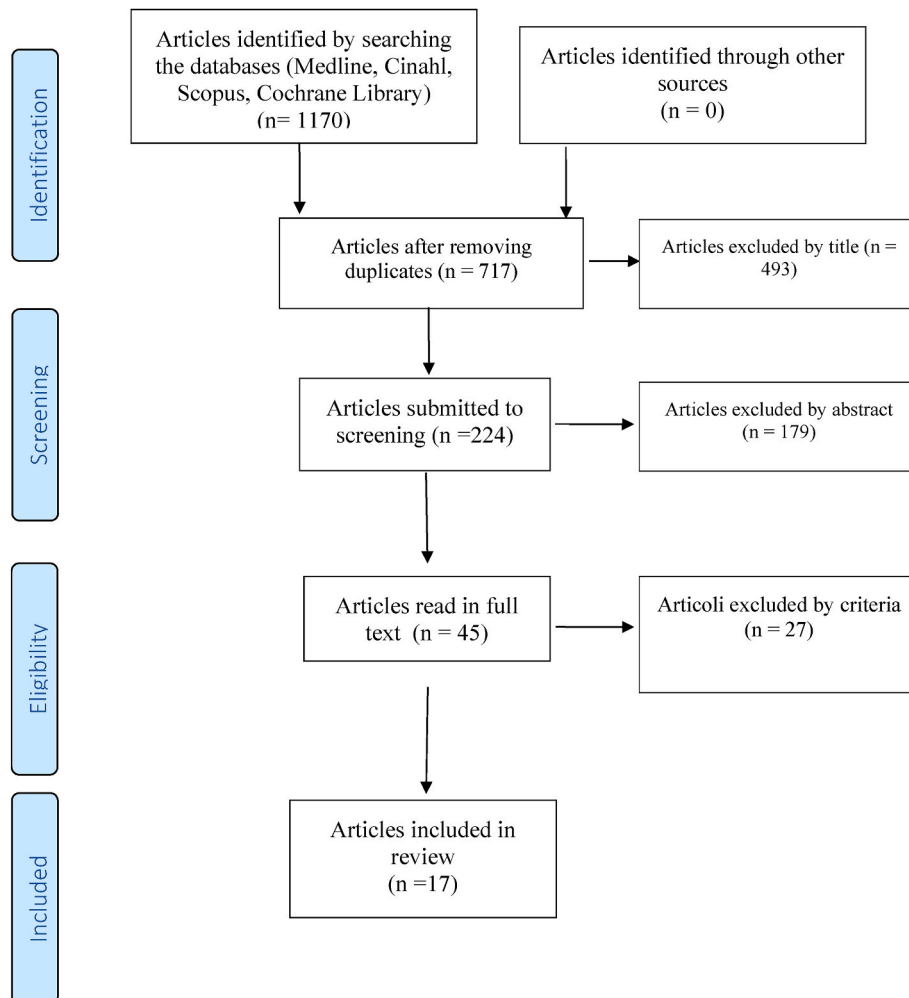 Identification
Articles identified by searching
the databases (Medline, Cinahl,
Scopus, Cochrane Library)
(n= 1170)
Articles identified through other
sources
(n = 0)
Articles after removing
duplicates (n = 717)
Articles excluded by title (n =
493)
Screening
Articles submitted to
screening (n =224)
Articles excluded by abstract
(n = 179)
Eligibility
Articles read in full
text (n = 45)
Articoli excluded by criteria
(n = 27)
Included
Articles included in
review
(n =17)